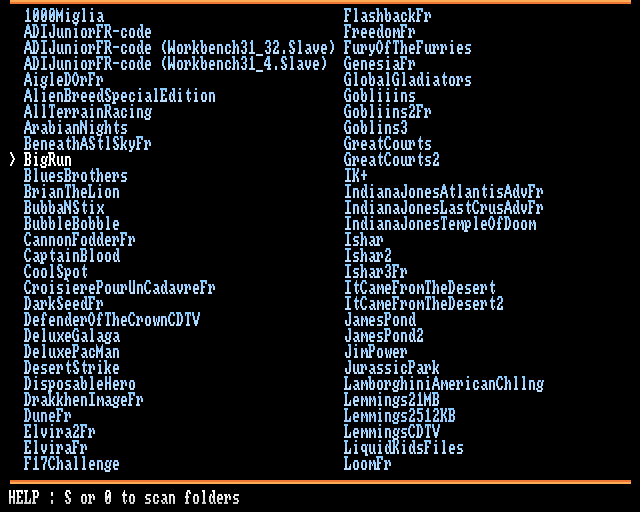 1000Miglia
ADIJuniorFR-code
ADIJuniorFR-code (Workbench31_32.Slave)
ADIJuniorFR-code (Workbench31_4.Slave)
AigleDOrFr
AlienBreedSpecialEdition
AllTerrainRacing
ArabianNights
BeneathAStlSkyFr
> BigRun
BluesBrothers
BrianTheLion
BubbaNStix
BubbleBobble
CannonFodderFr
CaptainBlood
CoolSpot
CroisierePourUnCadavreFr
DarkSeedFr
DefenderOfTheCrownCDTV
DeluxeGalaga
DeluxePacMan
DesertStrike
DisposableHero
DrakkhenImageFr
DuneFr
Elvira2Fr
ElviraFr
F17Challenge
FlashbackFr
FreedomFr
FuryOfTheFurries
GenesiaFr
GlobalGladiators
Gobliiins
Gobliins2Fr
Goblins3
GreatCourts
GreatCourts2
IK+
IndianaJonesAtlantisAdvFr
IndianaJonesLastCrusAdvFr
IndianaJonesTempleOfDoom
Ishar
Ishar2
Ishar3Fr
ItCameFromTheDesert
ItCameFromTheDesert2
JamesPond
JamesPond2
JimPower
JurassicPark
LamborghiniAmericanChllng
Lemmings21MB
Lemmings2512KB
LemmingsCDTV
LiquidKidsFiles
LoomFr
HELP : S or 0 to scan folders